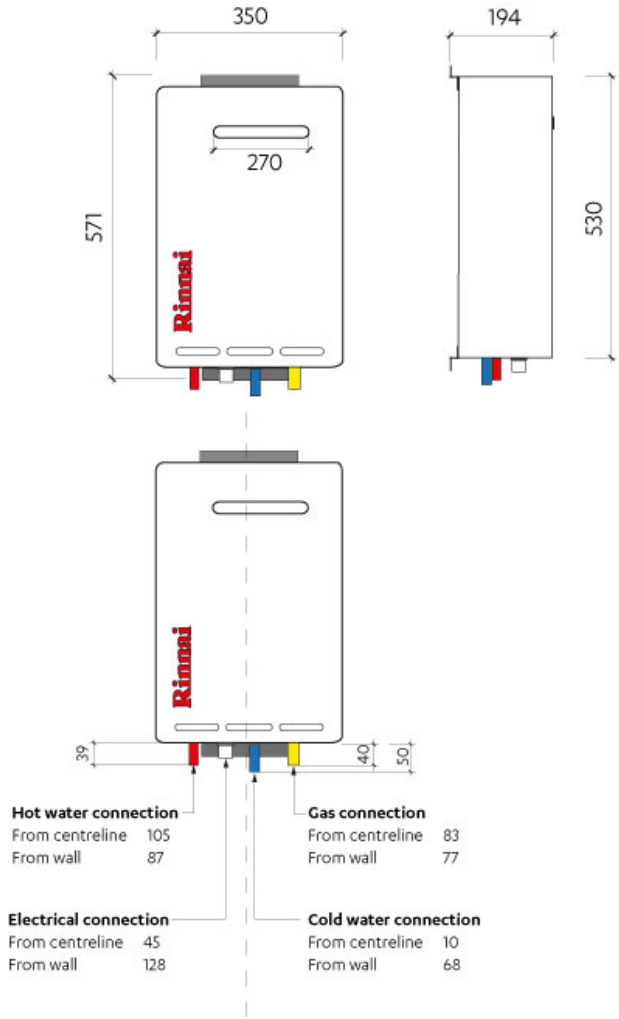 350
194
270
571
530
Rinnai
Rinnai
39
40
50
Hot water connection
From centreline 105
From wall 87
Gas connection
From centreline 83
From wall 77
Electrical connection
From centreline 45
From wall 128
Cold water connection
From centreline 10
From wall 68